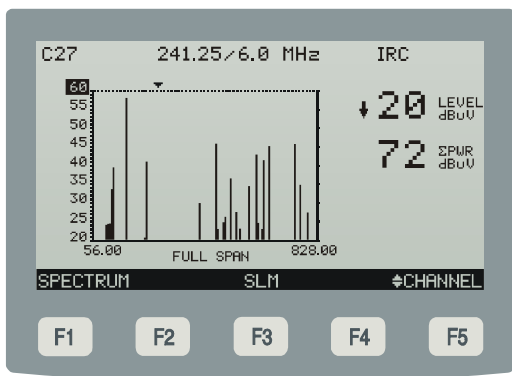 C27 241.25/6.0 MHz IRC
60
55
50
45
40
35
30
25
20
20 LEVEL dBuV
72 ΣPWR dBuV
56.00 FULL SPAN 828.00
SPECTRUM SLM CHANNEL
F1 F2 F3 F4 F5